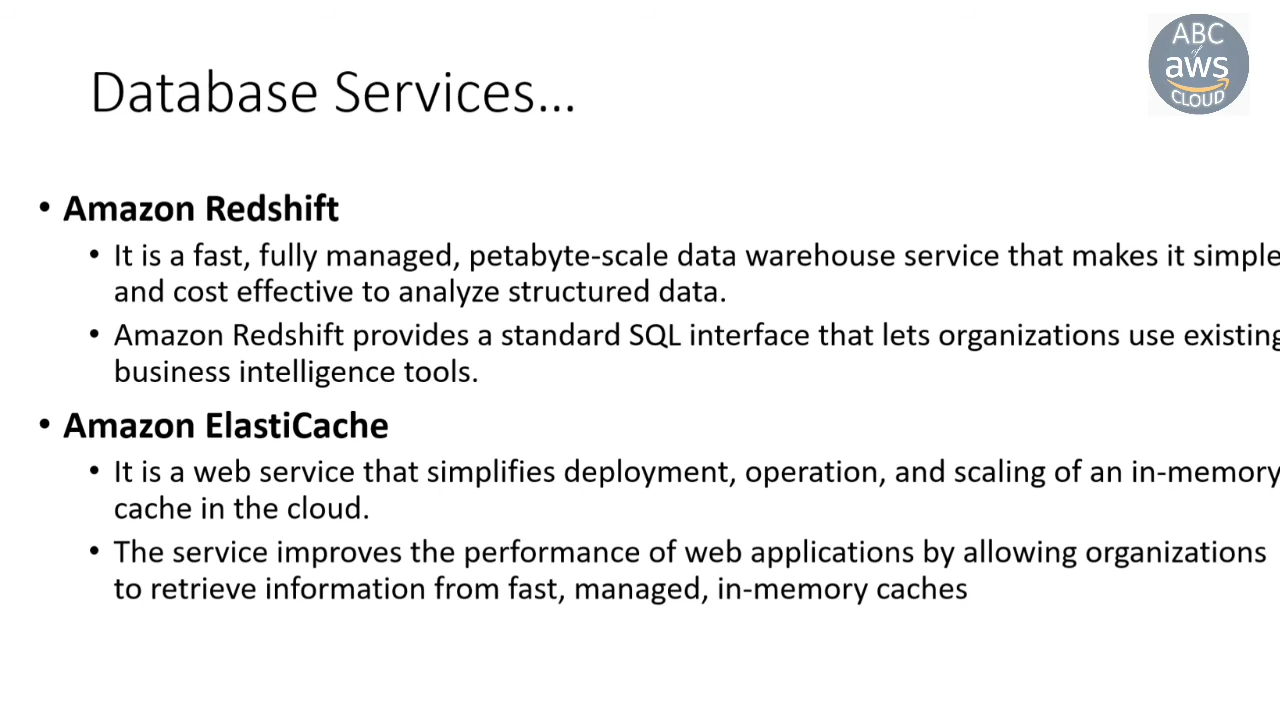 ABC
of
aws
CLOUD
Database Services...
• Amazon Redshift
• It is a fast, fully managed, petabyte-scale data warehouse service that makes it simple
and cost effective to analyze structured data.
• Amazon Redshift provides a standard SQL interface that lets organizations use existing
business intelligence tools.
• Amazon ElastiCache
• It is a web service that simplifies deployment, operation, and scaling of an in-memory
cache in the cloud.
• The service improves the performance of web applications by allowing organizations
to retrieve information from fast, managed, in-memory caches